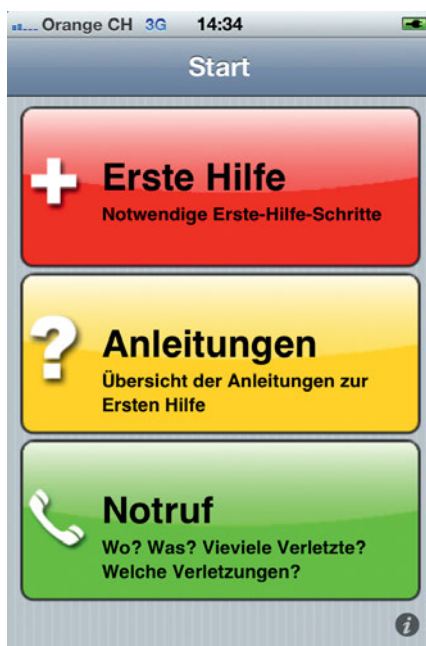 Orange CH 3G 14:34
Start
Erste Hilfe
Notwendige Erste-Hilfe-Schritte
Anleitungen
Übersicht der Anleitungen zur
Ersten Hilfe
Notruf
Wo? Was? Vieviele Verletzte?
Welche Verletzungen?